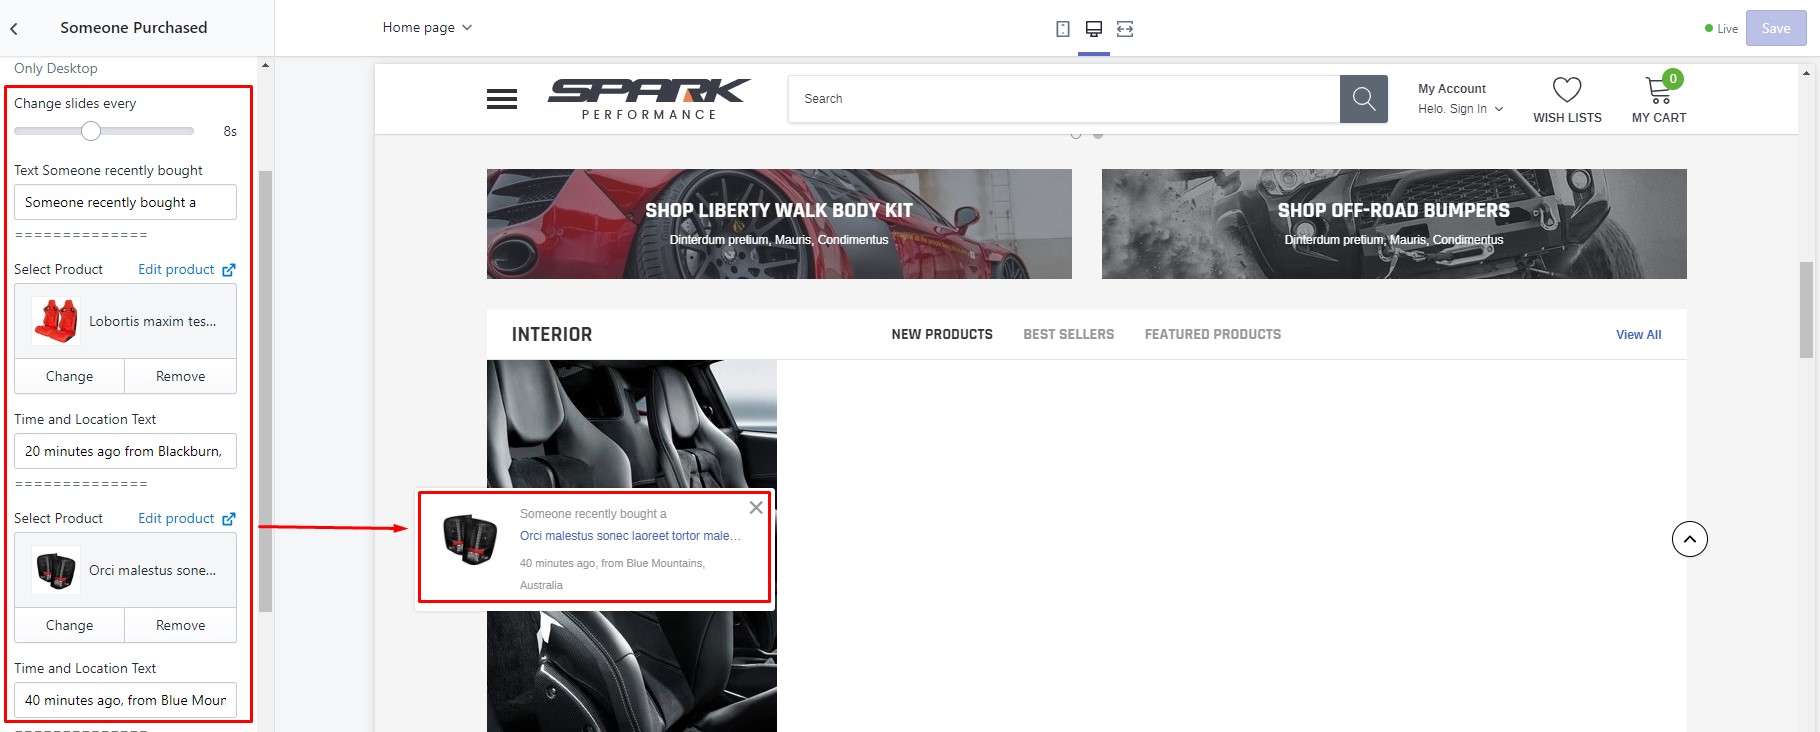 Someone Purchased
Home page
Live
Save
Only Desktop
Change slides every
8s
Text Someone recently bought
Someone recently bought a
==============
Select Product
Edit product
Lobortis maxim tes...
Change
Remove
Time and Location Text
20 minutes ago from Blackburn,
==============
Select Product
Edit product
Orci malestus sone...
Change
Remove
Time and Location Text
40 minutes ago, from Blue Moun
==============
SPARK
PERFORMANCE
Search
My Account
Helo. Sign In
WISH LISTS
0
MY CART
SHOP LIBERTY WALK BODY KIT
Dinterdum pretium, Mauris, Condimentus
SHOP OFF-ROAD BUMPERS
Dinterdum pretium, Mauris, Condimentus
INTERIOR
NEW PRODUCTS
BEST SELLERS
FEATURED PRODUCTS
View All
Someone recently bought a
Orci malestus sonec laoreet tortor male...
40 minutes ago, from Blue Mountains,
Australia